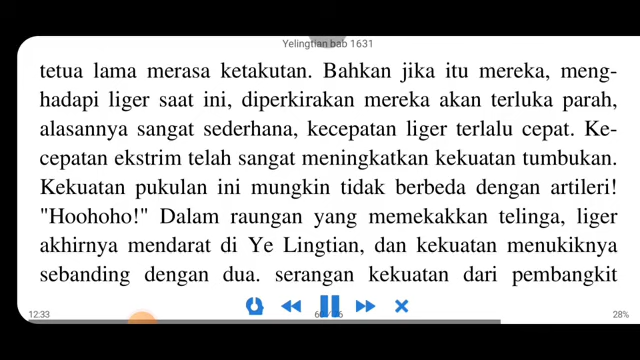 Yelingtian bab 1631
tetua lama merasa ketakutan. Bahkan jika itu mereka, meng-
hadapi liger saat ini, diperkirakan mereka akan terluka parah,
alasannya sangat sederhana, kecepatan liger terlalu cepat. Ke-
cepatan ekstrim telah sangat meningkatkan kekuatan tumbukan.
Kekuatan pukulan ini mungkin tidak berbeda dengan artileri!
"Hoohoho!" Dalam raungan yang memekakkan telinga, liger
akhirnya mendarat di Ye Lingtian, dan kekuatan menukiknya
sebanding dengan dua. serangan kekuatan dari pembangkit
12:33
28%